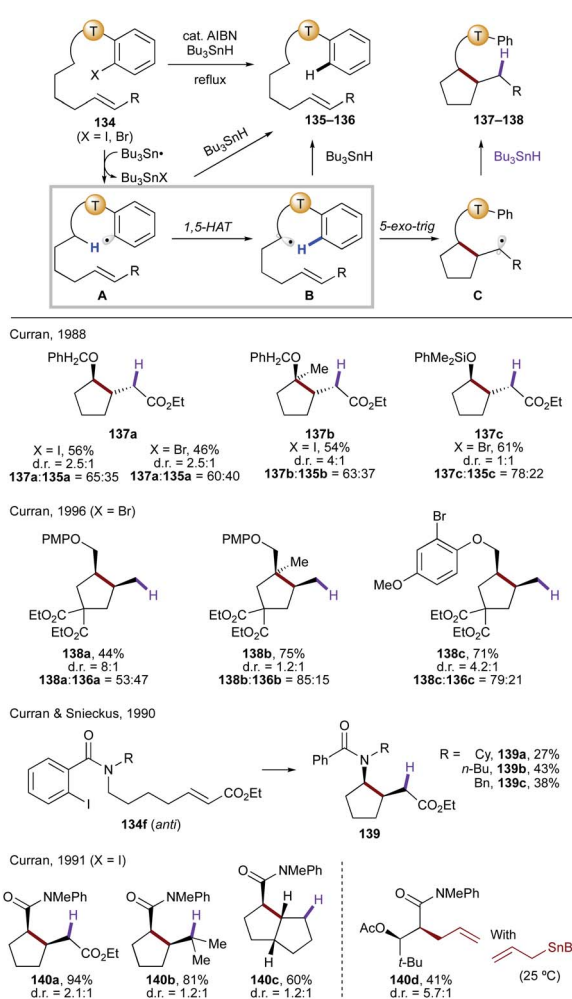 T
X
R
134
(X = I, Br)
cat. AIBN
Bu3SnH
reflux
T
H
R
135–136
T Ph
H
R
137–138
Bu3Sn•
Bu3SnX
Bu3SnH
Bu3SnH
Bu3SnH
T
H
R
A
1,5-HAT
T
H
R
B
5-exo-trig
T Ph
R
C
Curran, 1988
PhH2CO
H
CO2Et
137a
X = I, 56%
d.r. = 2.5:1
137a:135a = 65:35
X = Br, 46%
d.r. = 2.5:1
137a:135a = 60:40
PhH2CO
Me
H
CO2Et
137b
X = I, 54%
d.r. = 4:1
137b:135b = 63:37
PhMe2SiO
H
CO2Et
137c
X = Br, 61%
d.r. = 1:1
137c:135c = 78:22
Curran, 1996 (X = Br)
PMPO
H
EtO2C
EtO2C
138a, 44%
d.r. = 8:1
138a:136a = 53:47
PMPO
Me
H
EtO2C
EtO2C
138b, 75%
d.r. = 1.2:1
138b:136b = 85:15
Br
O
MeO
H
EtO2C
EtO2C
138c, 71%
d.r. = 4.2:1
138c:136c = 79:21
Curran & Snieckus, 1990
O
R
N
I
CO2Et
134f (anti)
O
Ph N R
H
CO2Et
139
R = Cy, 139a, 27%
n-Bu, 139b, 43%
Bn, 139c, 38%
Curran, 1991 (X = I)
O NMePh
H
CO2Et
140a, 94%
d.r. = 2.1:1
O NMePh
H
Me
Me
140b, 81%
d.r. = 1.2:1
O NMePh
H H
H
140c, 60%
d.r. = 1.2:1
O NMePh
AcO
t-Bu
140d, 41%
d.r. = 5.7:1
With
SnB
(25 ºC)